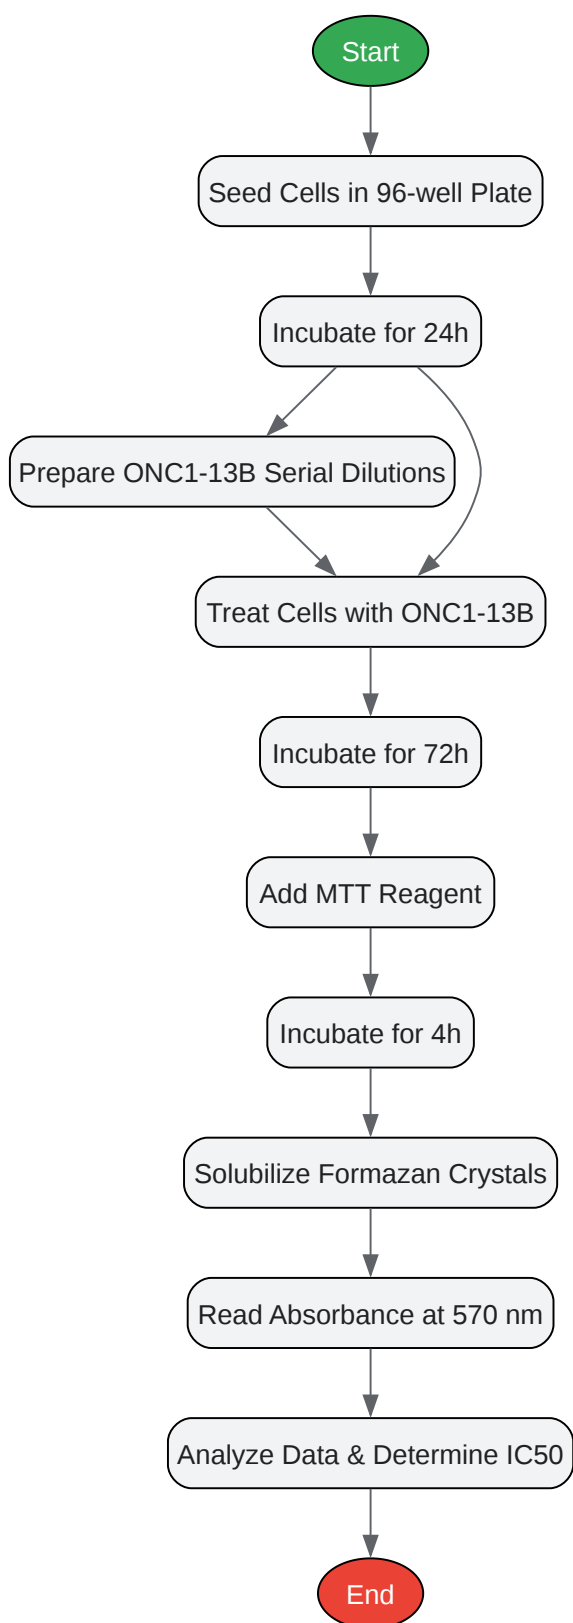 Start
Seed Cells in 96-well Plate
Incubate for 24h
Prepare ONC1-13B Serial Dilutions
Treat Cells with ONC1-13B
Incubate for 72h
Add MTT Reagent
Incubate for 4h
Solubilize Formazan Crystals
Read Absorbance at 570 nm
Analyze Data & Determine IC50
End